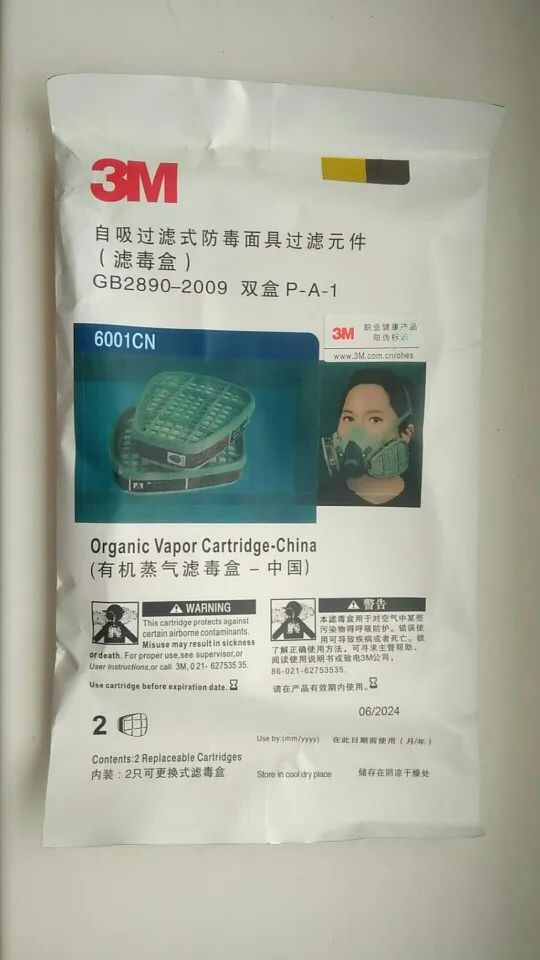 3M
自吸过滤式防毒面具过滤元件
（滤毒盒）
GB2890–2009 双盒 P-A-1
6001CN
3M 职业健康产品
防伪标识
www.3M.com.cn/ohes
Organic Vapor Cartridge-China
(有机蒸气滤毒盒 – 中国)
WARNING
This cartridge protects against
certain airborne contaminants.
Misuse may result in sickness
or death. For proper use,see supervisor,or
User Instructions,or call 3M, 021- 62753535.
Use cartridge before expiration date.
警告
本滤毒盒用于对空气中某些
污染物得呼吸防护。错误使
用可导致疾病或者死亡。欲
了解正确使用方法，可寻求主管帮助、
阅读使用说明书或致电3M公司，
86-021-62753535.
请在产品有效期内使用。
2
06/2024
Use by:(mm/yyyy) 在此日期前使用（月/年）
Contents:2 Replaceable Cartridges
内装：2只可更换式滤毒盒
Store in cool dry place 储存在阴凉干燥处